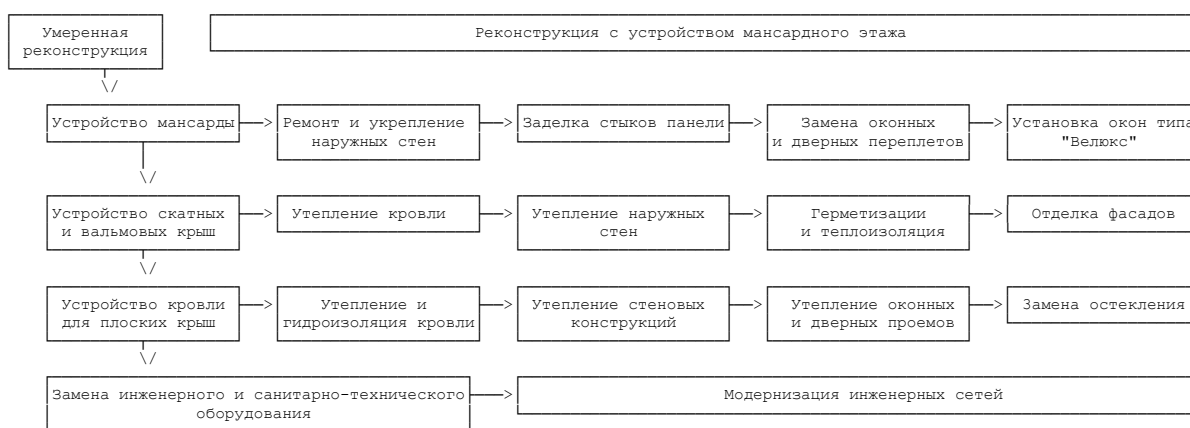 Умеренная
реконструкция
Реконструкция с устройством мансардного этажа
Устройство мансарды
Ремонт и укрепление
наружных стен
Заделка стыков панели
Замена оконных
и дверных переплетов
Установка окон типа
"Велюкс"
Устройство скатных
и вальмовых крыш
Утепление кровли
Утепление наружных
стен
Герметизации
и теплоизоляция
Отделка фасадов
Устройство кровли
для плоских крыш
Утепление и
гидроизоляция кровли
Утепление стеновых
конструкций
Утепление оконных
и дверных проемов
Замена остекления
Замена инженерного и санитарно-технического
оборудования
Модернизация инженерных сетей